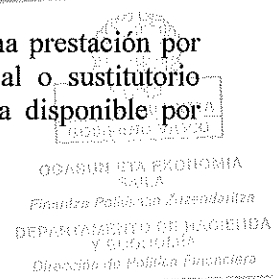 na prestación por
al o sustitutorio
a disponible por
OGASUN ETA EKONOMIA
SAILA
Finantza Politikaren Zuzendaritza
DEPARTAMENTO DE HACIENDA
Y ECONOMÍA
Dirección de Política Financiera